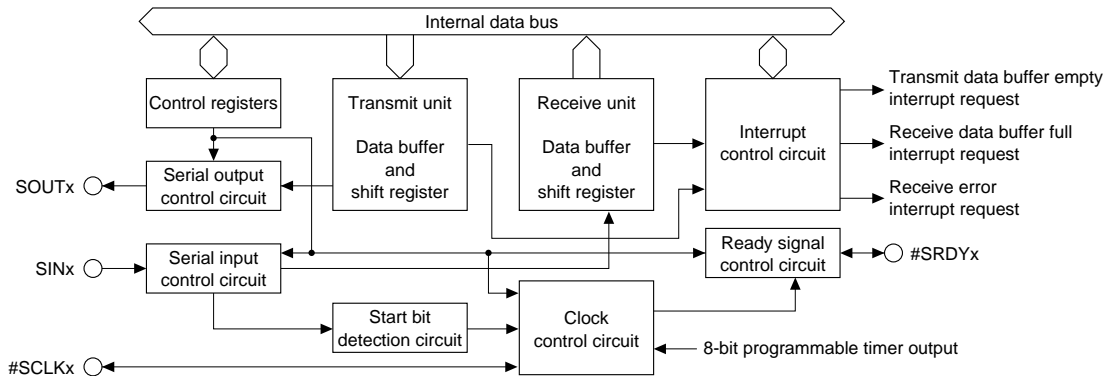 Internal data bus
Control registers
Transmit unit
Data buffer
and
shift register
Receive unit
Data buffer
and
shift register
Interrupt
control circuit
Transmit data buffer empty
interrupt request
Receive data buffer full
interrupt request
Receive error
interrupt request
SOUTx
Serial output
control circuit
SINx
Serial input
control circuit
Ready signal
control circuit
#SRDYx
Start bit
detection circuit
Clock
control circuit
8-bit programmable timer output
#SCLKx